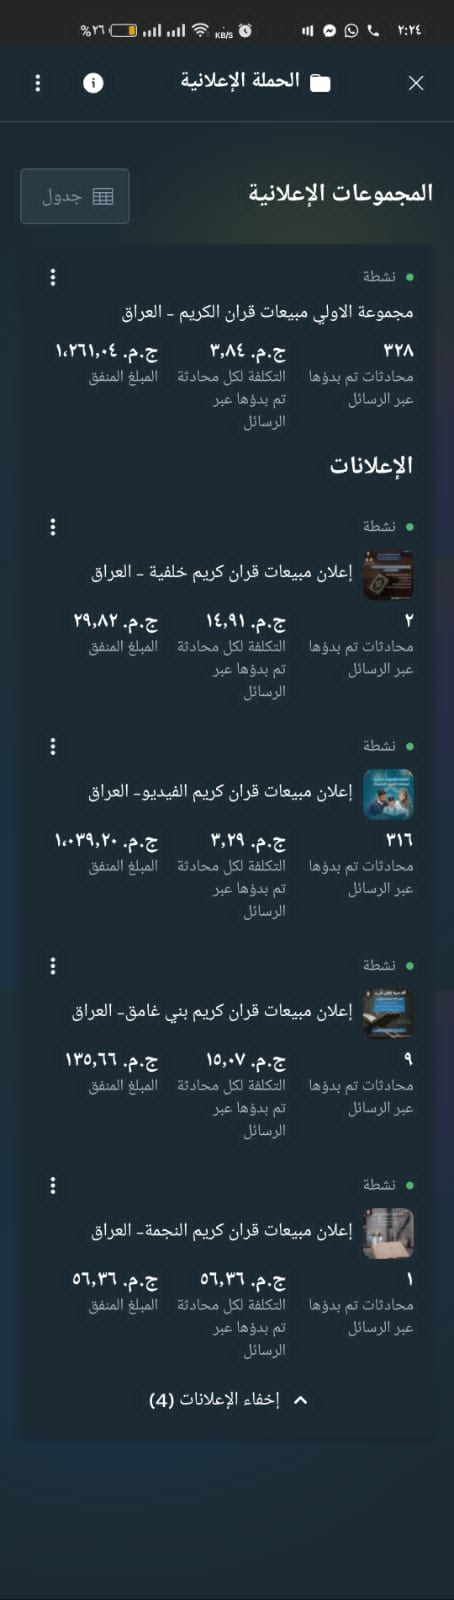 ٢:٢٤
KB/s
%٢٦
الحملة الإعلانية
المجموعات الإعلانية
جدول
نشطة
مجموعة الاولي مبيعات قران الكريم – العراق
٣٢٨ ج.م. ٣,٨٤ ج.م. ١،٢٦١,٠٤
محادثات تم بدؤها التكلفة لكل محادثة المبلغ المنفق
عبر الرسائل تم بدؤها عبر
الرسائل
الإعلانات
نشطة
إعلان مبيعات قران كريم خلفية – العراق
٢ ج.م. ١٤,٩١ ج.م. ٢٩,٨٢
محادثات تم بدؤها التكلفة لكل محادثة المبلغ المنفق
عبر الرسائل تم بدؤها عبر
الرسائل
نشطة
إعلان مبيعات قران كريم الفيديو– العراق
٣١٦ ج.م. ٣,٢٩ ج.م. ١،٠٣٩,٢٠
محادثات تم بدؤها التكلفة لكل محادثة المبلغ المنفق
عبر الرسائل تم بدؤها عبر
الرسائل
نشطة
إعلان مبيعات قران كريم بني غامق– العراق
٩ ج.م. ١٥,٠٧ ج.م. ١٣٥,٦٦
محادثات تم بدؤها التكلفة لكل محادثة المبلغ المنفق
عبر الرسائل تم بدؤها عبر
الرسائل
نشطة
إعلان مبيعات قران كريم النجمة– العراق
١ ج.م. ٥٦,٣٦ ج.م. ٥٦,٣٦
محادثات تم بدؤها التكلفة لكل محادثة المبلغ المنفق
عبر الرسائل تم بدؤها عبر
الرسائل
إخفاء الإعلانات (4)